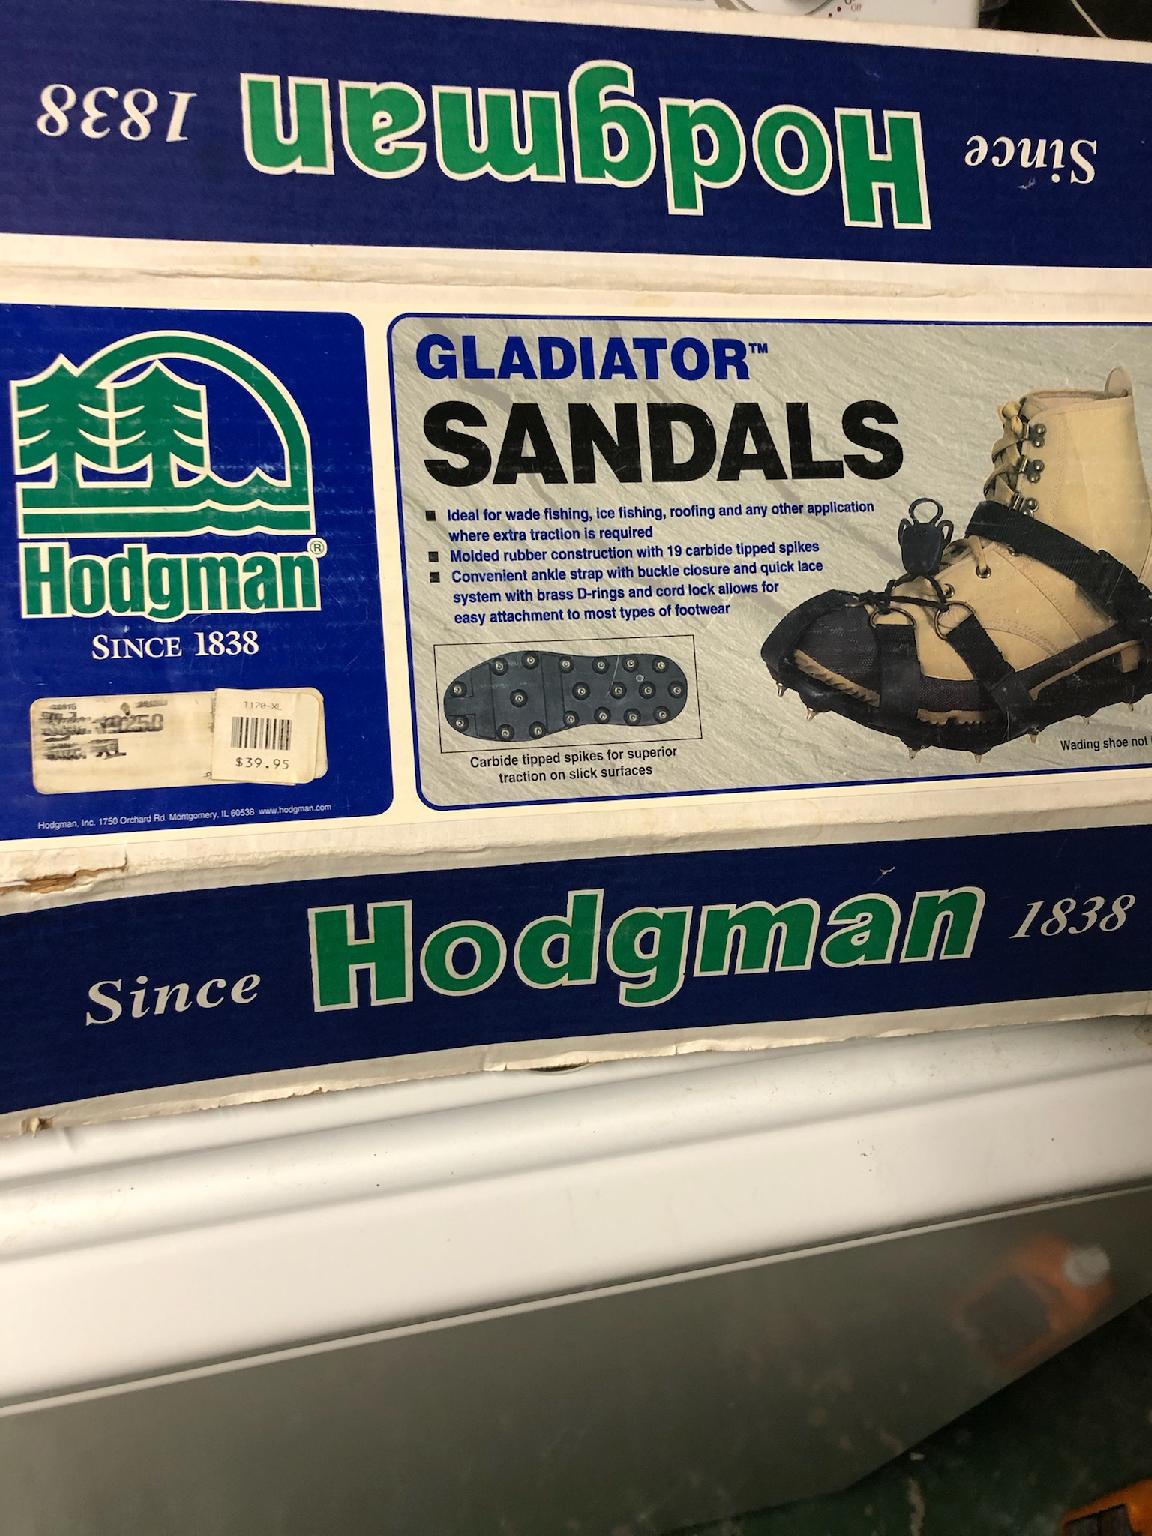 Since Hodgman 1838
Hodgman®
SINCE 1838
1170-XL
$39.95
Hodgman, Inc. 1750 Orchard Rd. Montgomery, IL 60538 www.hodgman.com
GLADIATOR™
SANDALS
■ Ideal for wade fishing, ice fishing, roofing and any other application
where extra traction is required
■ Molded rubber construction with 19 carbide tipped spikes
■ Convenient ankle strap with buckle closure and quick lace
system with brass D-rings and cord lock allows for
easy attachment to most types of footwear
Carbide tipped spikes for superior
traction on slick surfaces
Wading shoe not
Since Hodgman 1838